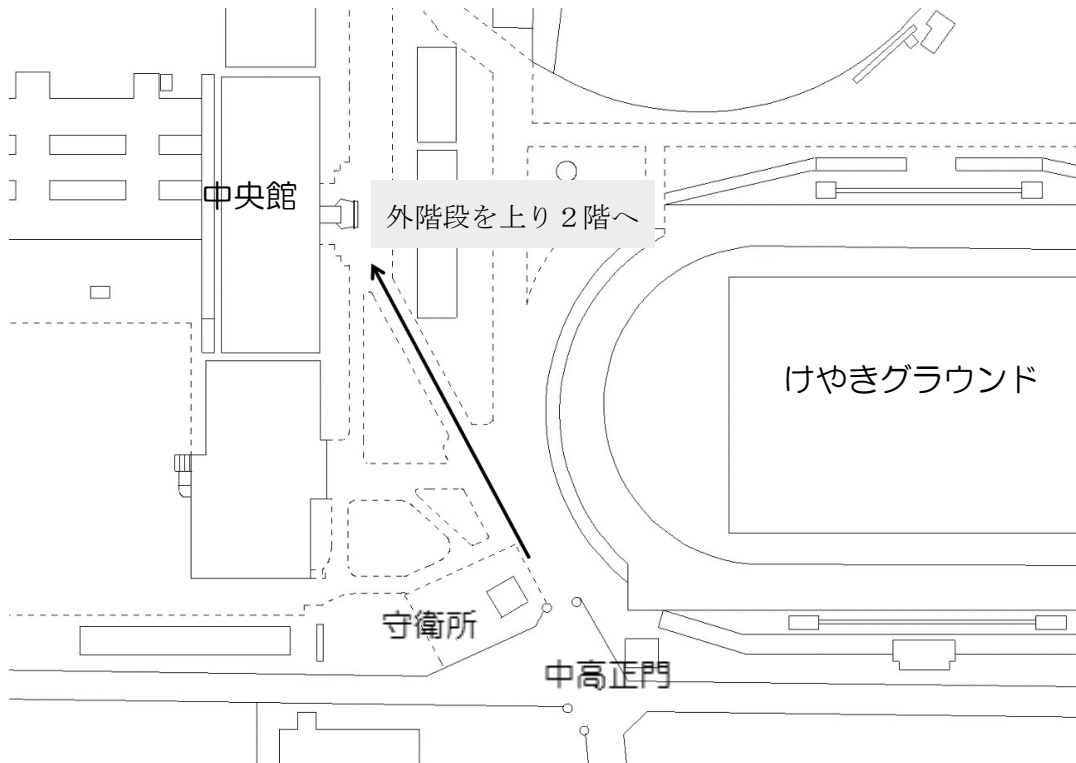 中央館
外階段を上り２階へ
けやきグラウンド
守衛所
中高正門